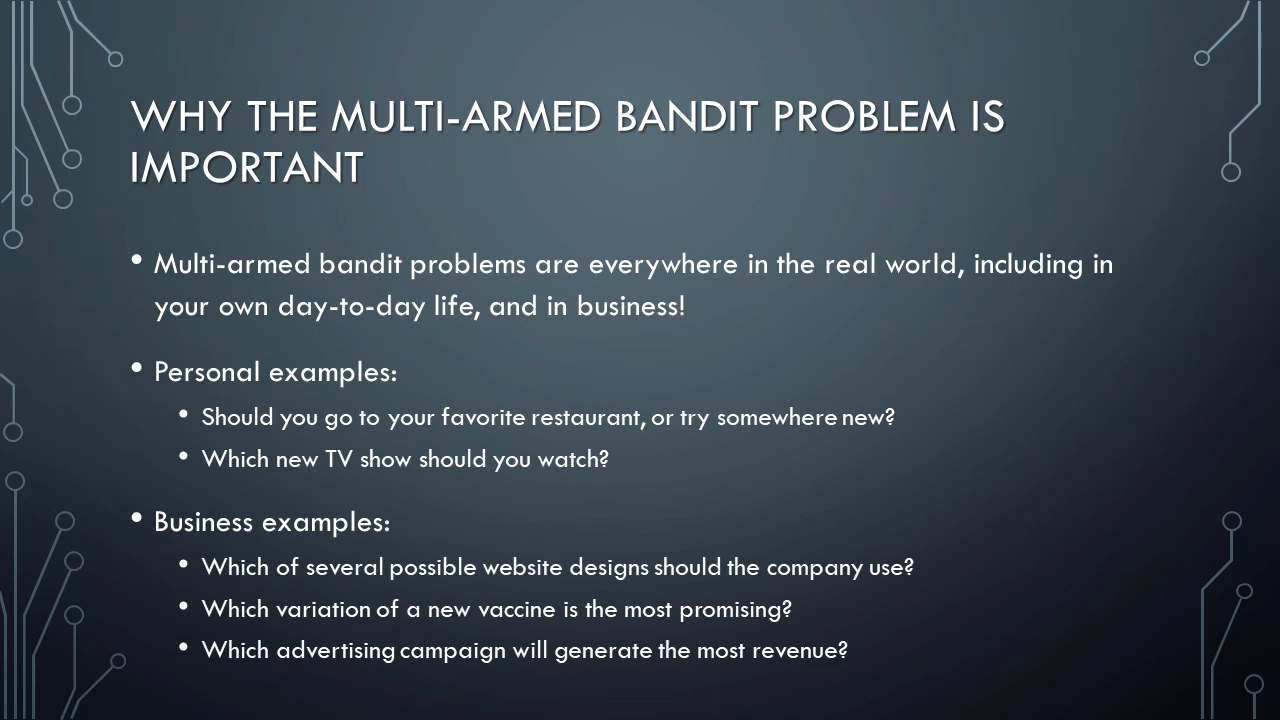 WHY THE MULTI-ARMED BANDIT PROBLEM IS
IMPORTANT
• Multi-armed bandit problems are everywhere in the real world, including in
your own day-to-day life, and in business!
• Personal examples:
• Should you go to your favorite restaurant, or try somewhere new?
• Which new TV show should you watch?
• Business examples:
• Which of several possible website designs should the company use?
• Which variation of a new vaccine is the most promising?
• Which advertising campaign will generate the most revenue?